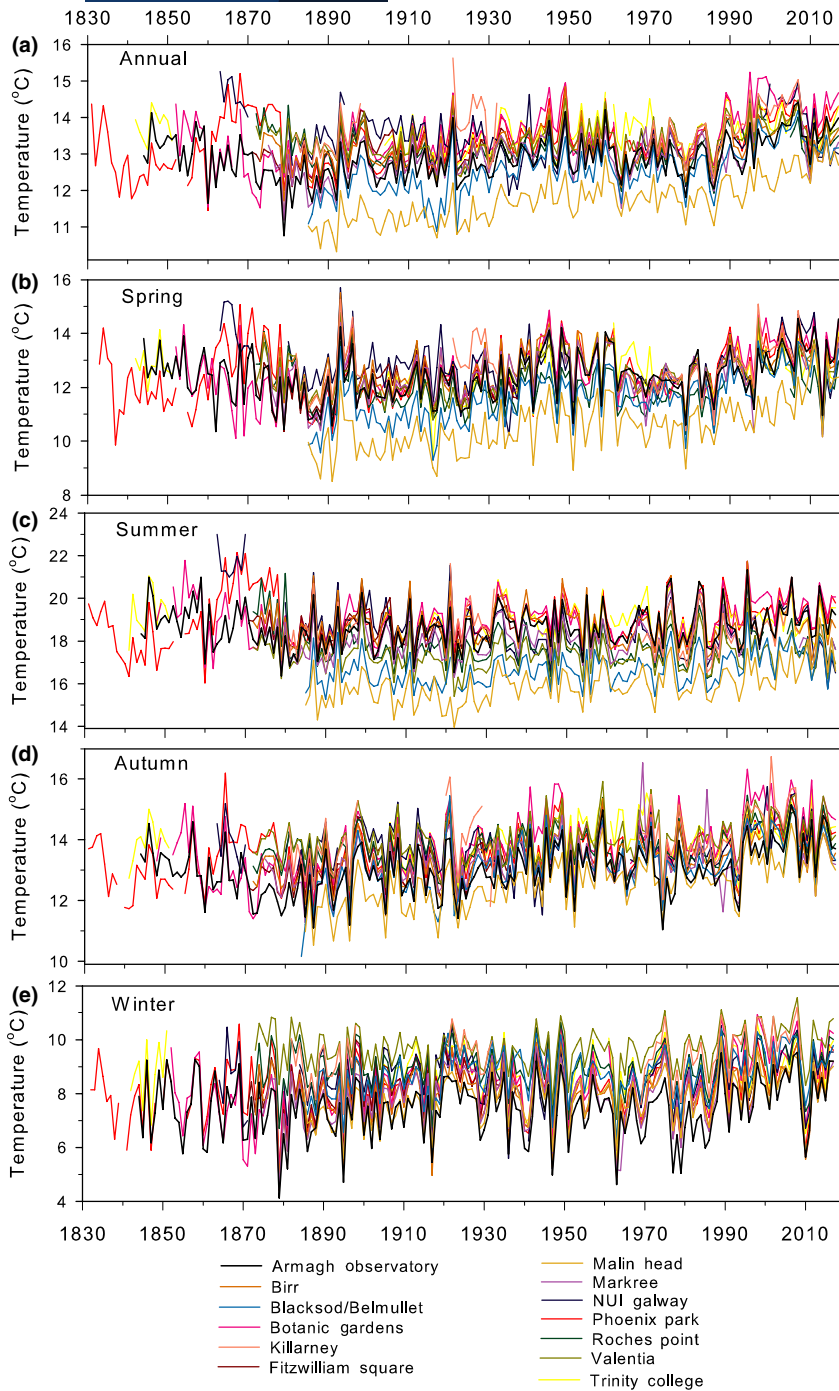 1830 1850 1870 1890 1910 1930 1950 1970 1990 2010
(a)
Annual
Temperature (°C)
16
15
14
13
12
11
(b)
Spring
Temperature (°C)
16
14
12
10
8
(c)
Summer
Temperature (°C)
24
22
20
18
16
14
(d)
Autumn
Temperature (°C)
16
14
12
10
(e)
Winter
Temperature (°C)
12
10
8
6
4
1830 1850 1870 1890 1910 1930 1950 1970 1990 2010
Armagh observatory
Birr
Blacksod/Belmullet
Botanic gardens
Killarney
Fitzwilliam square
Malin head
Markree
NUI galway
Phoenix park
Roches point
Valentia
Trinity college